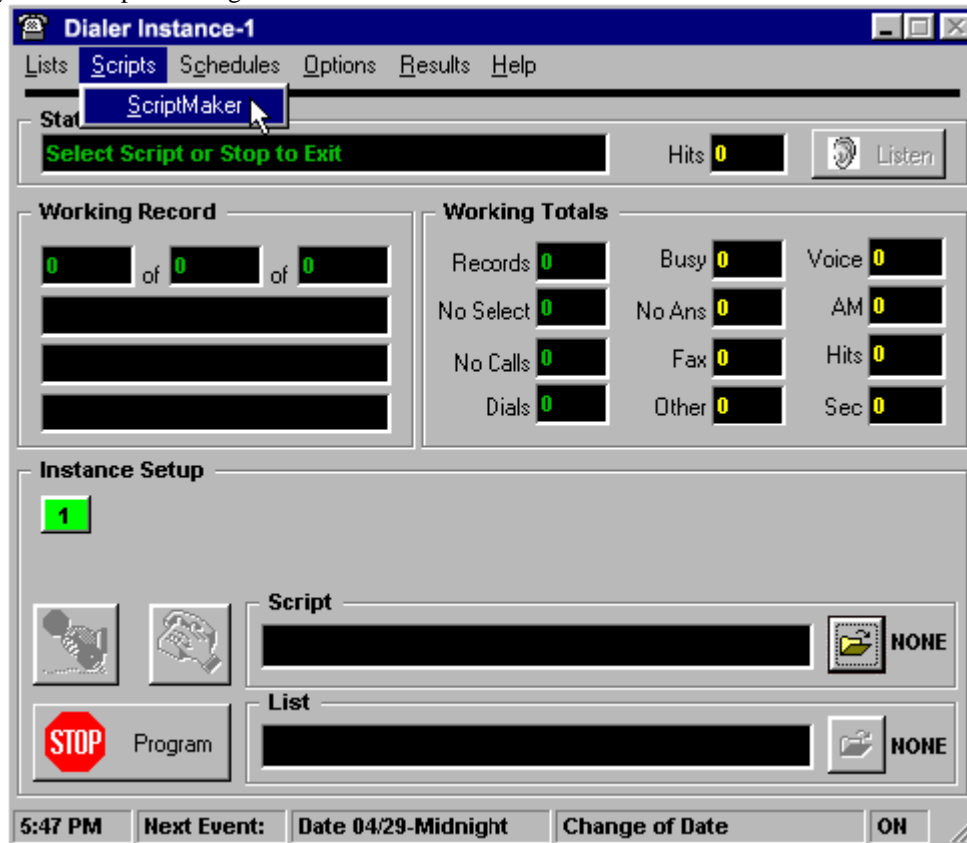 Dialer Instance-1
Lists Scripts Schedules Options Results Help
ScriptMaker
Stat
Select Script or Stop to Exit
Hits 0
Listen
Working Record
0 of 0 of 0
Working Totals
Records 0 Busy 0 Voice 0
No Select 0 No Ans 0 AM 0
No Calls 0 Fax 0 Hits 0
Dials 0 Other 0 Sec 0
Instance Setup
1
Script
NONE
List
STOP Program
NONE
5:47 PM Next Event: Date 04/29-Midnight Change of Date ON